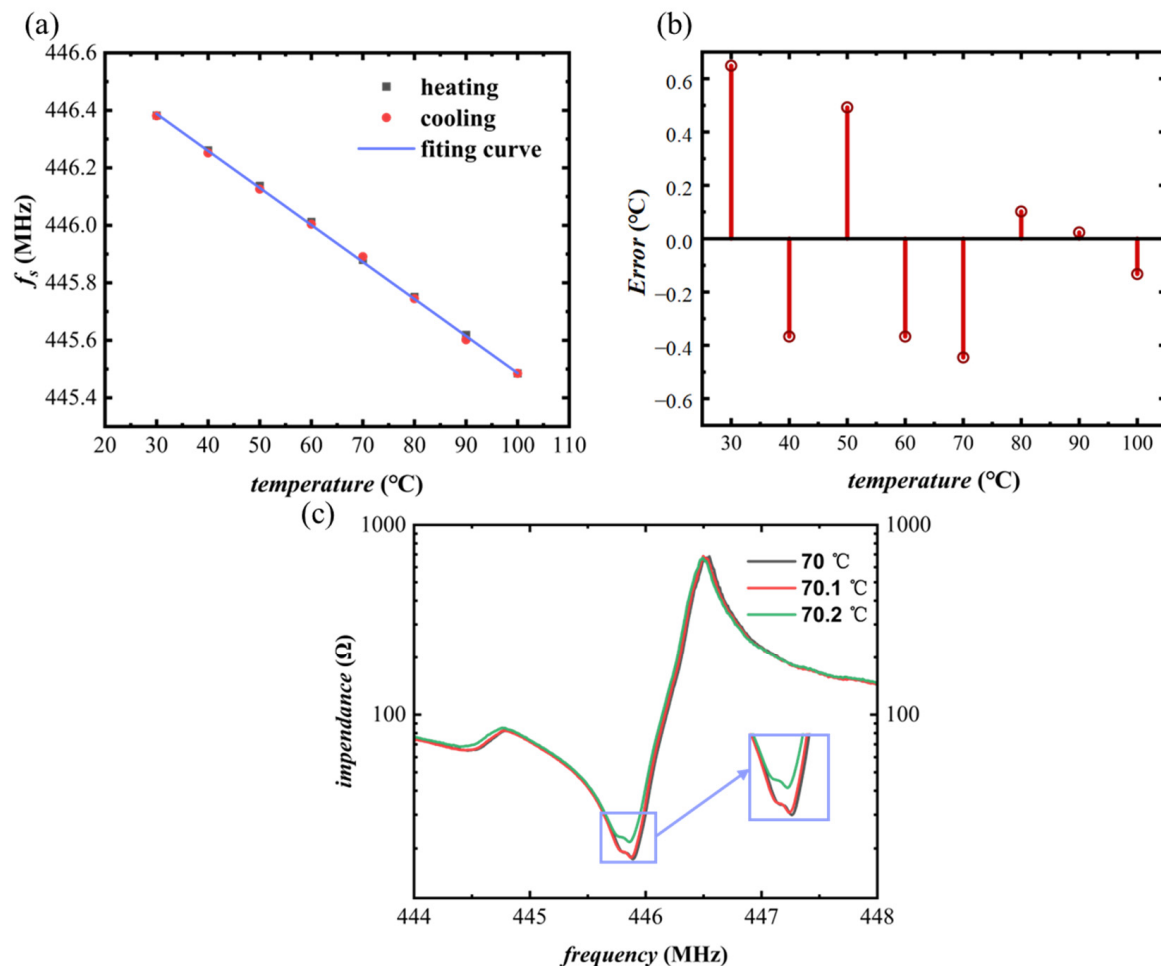 (a)
446.6
446.4
446.2
446.0
445.8
445.6
445.4
fs (MHz)
heating
cooling
fiting curve
20 30 40 50 60 70 80 90 100 110
temperature (°C)
(b)
0.6
0.4
0.2
0.0
−0.2
−0.4
−0.6
Error (°C)
30 40 50 60 70 80 90 100
temperature (°C)
(c)
1000
100
impendance (Ω)
70 ℃
70.1 ℃
70.2 ℃
1000
100
444 445 446 447 448
frequency (MHz)